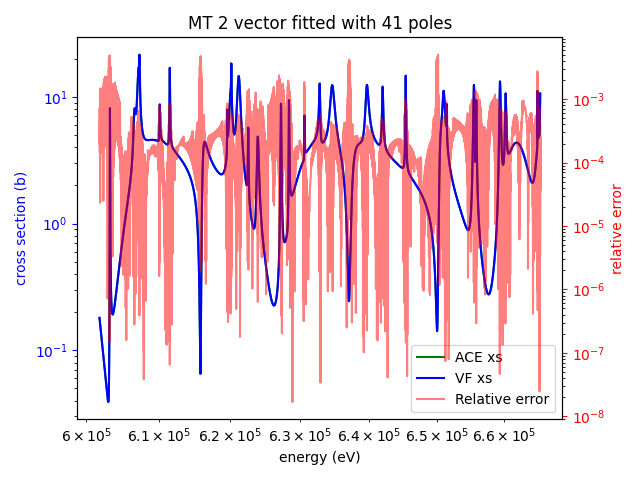 MT 2 vector fitted with 41 poles
cross section (b)
10¹
10⁰
10⁻¹
10⁻³
10⁻⁴
10⁻⁵
10⁻⁶
10⁻⁷
10⁻⁸
relative error
ACE xs
VF xs
Relative error
6 × 10⁵ 6.1 × 10⁵ 6.2 × 10⁵ 6.3 × 10⁵ 6.4 × 10⁵ 6.5 × 10⁵ 6.6 × 10⁵
energy (eV)